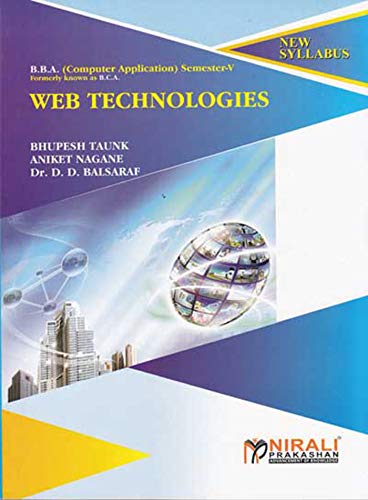 NEW
SYLLABUS
B.B.A. (Computer Application) Semester-V
Formerly known as B.C.A.
WEB TECHNOLOGIES
BHUPESH TAUNK
ANIKET NAGANE
Dr. D. D. BALSARAF
NIRALI
PRAKASHAN
ADVANCEMENT OF KNOWLEDGE